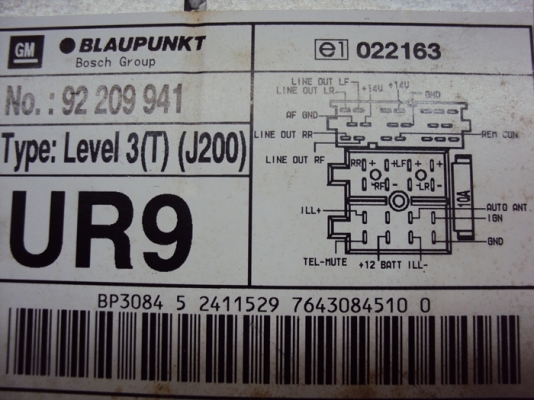 GM BLAUPUNKT
Bosch Group
No.: 92 209 941
Type: Level 3(T) (J200)
UR9
e1 022163
LINE OUT LF +14V +14V
LINE OUT LR GND
AF GND
LINE OUT RR REM CON
LINE OUT RF
RR + + LF
RF - LR -
10A
ILL+ AUTO ANT.
IGN
GND
TEL-MUTE +12 BATT ILL-
BP3084 5 2411529 7643084510 0